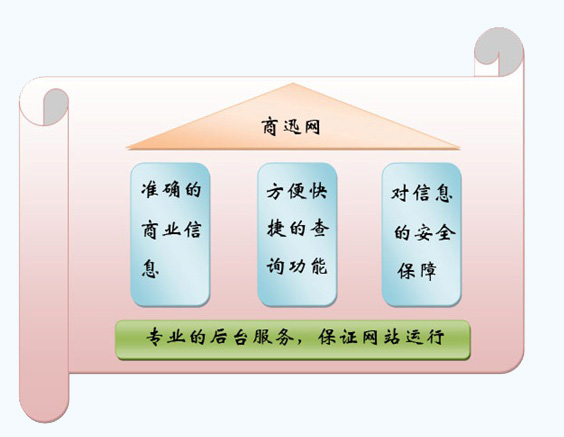 商迅网
准确的
商业信
息
方便快
捷的查
询功能
对信息
的安全
保障
专业的后台服务，保证网站运行